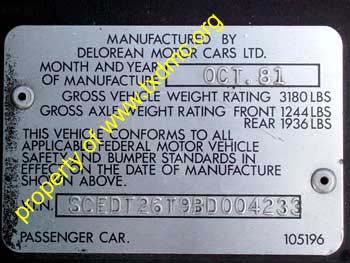 MANUFACTURED BY
DELOREAN MOTOR CARS LTD.
MONTH AND YEAR
OF MANUFACTURE OCT. 81
GROSS VEHICLE WEIGHT RATING 3180 LBS
GROSS AXLE WEIGHT RATING FRONT 1244 LBS
REAR 1936 LBS
THIS VEHICLE CONFORMS TO ALL
APPLICABLE FEDERAL MOTOR VEHICLE
SAFETY AND BUMPER STANDARDS IN
EFFECT ON THE DATE OF MANUFACTURE
SHOWN ABOVE.
V.I.N. SCEDT26T9BD004233
PASSENGER CAR. 105196
property of www.txdmc.org